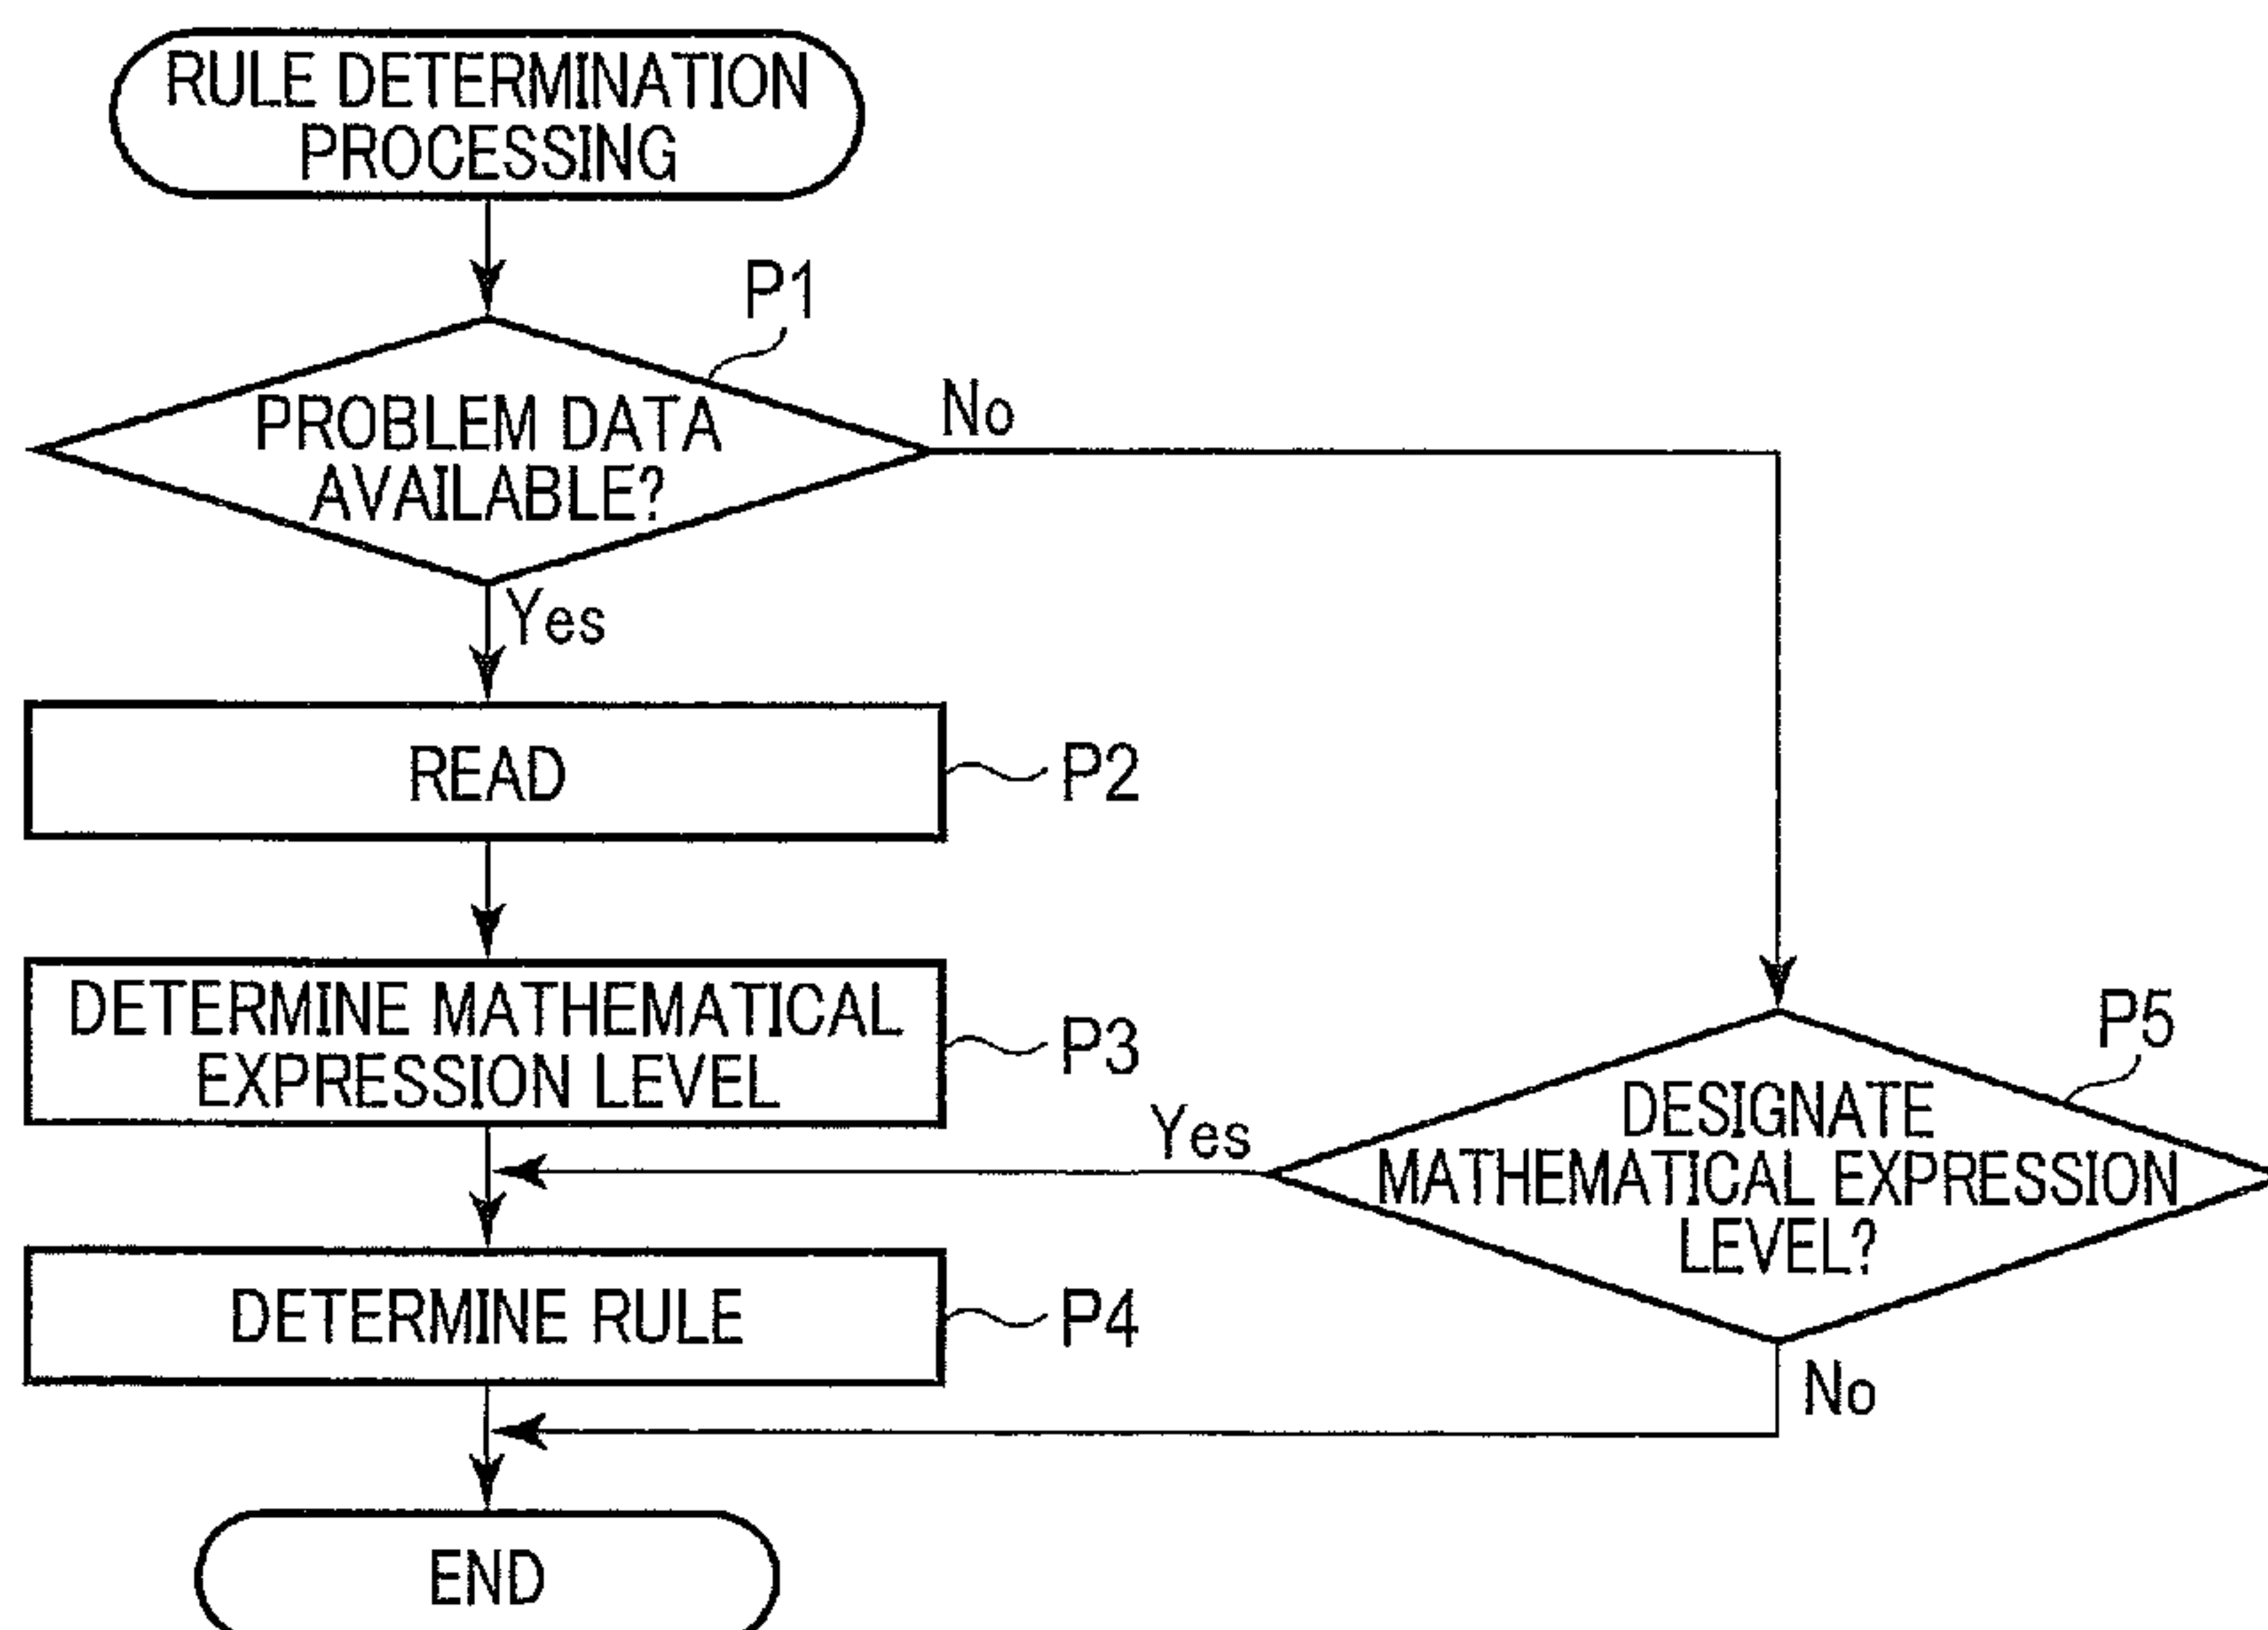 RULE DETERMINATION
PROCESSING
P1
PROBLEM DATA
AVAILABLE?
No
Yes
READ
P2
DETERMINE MATHEMATICAL
EXPRESSION LEVEL
P3
P5
DESIGNATE
MATHEMATICAL EXPRESSION
LEVEL?
Yes
No
DETERMINE RULE
P4
END